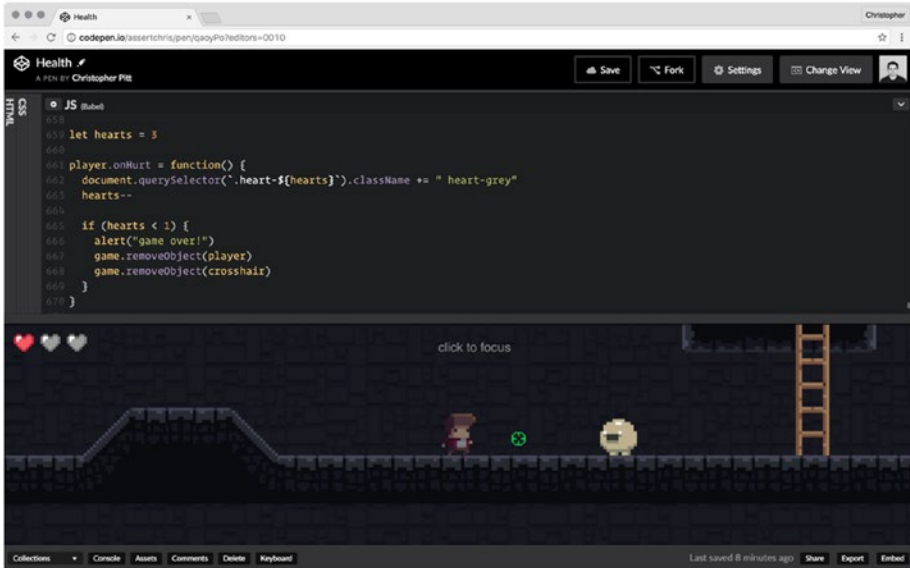 Health
Christopher
codepen.io/assertchris/pen/qaoyPo?editors=0010
Health
A PEN BY Christopher Pitt
Save
Fork
Settings
Change View
HTML
CSS
JS (Babel)
658
659 let hearts = 3
660
661 player.onHurt = function() {
662 document.querySelector(`.heart-${hearts}`).className += " heart-grey"
663 hearts--
664
665 if (hearts < 1) {
666 alert("game over!")
667 game.removeObject(player)
668 game.removeObject(crosshair)
669 }
670 }
click to focus
Collections
Console
Assets
Comments
Delete
Keyboard
Last saved 8 minutes ago
Share
Export
Embed